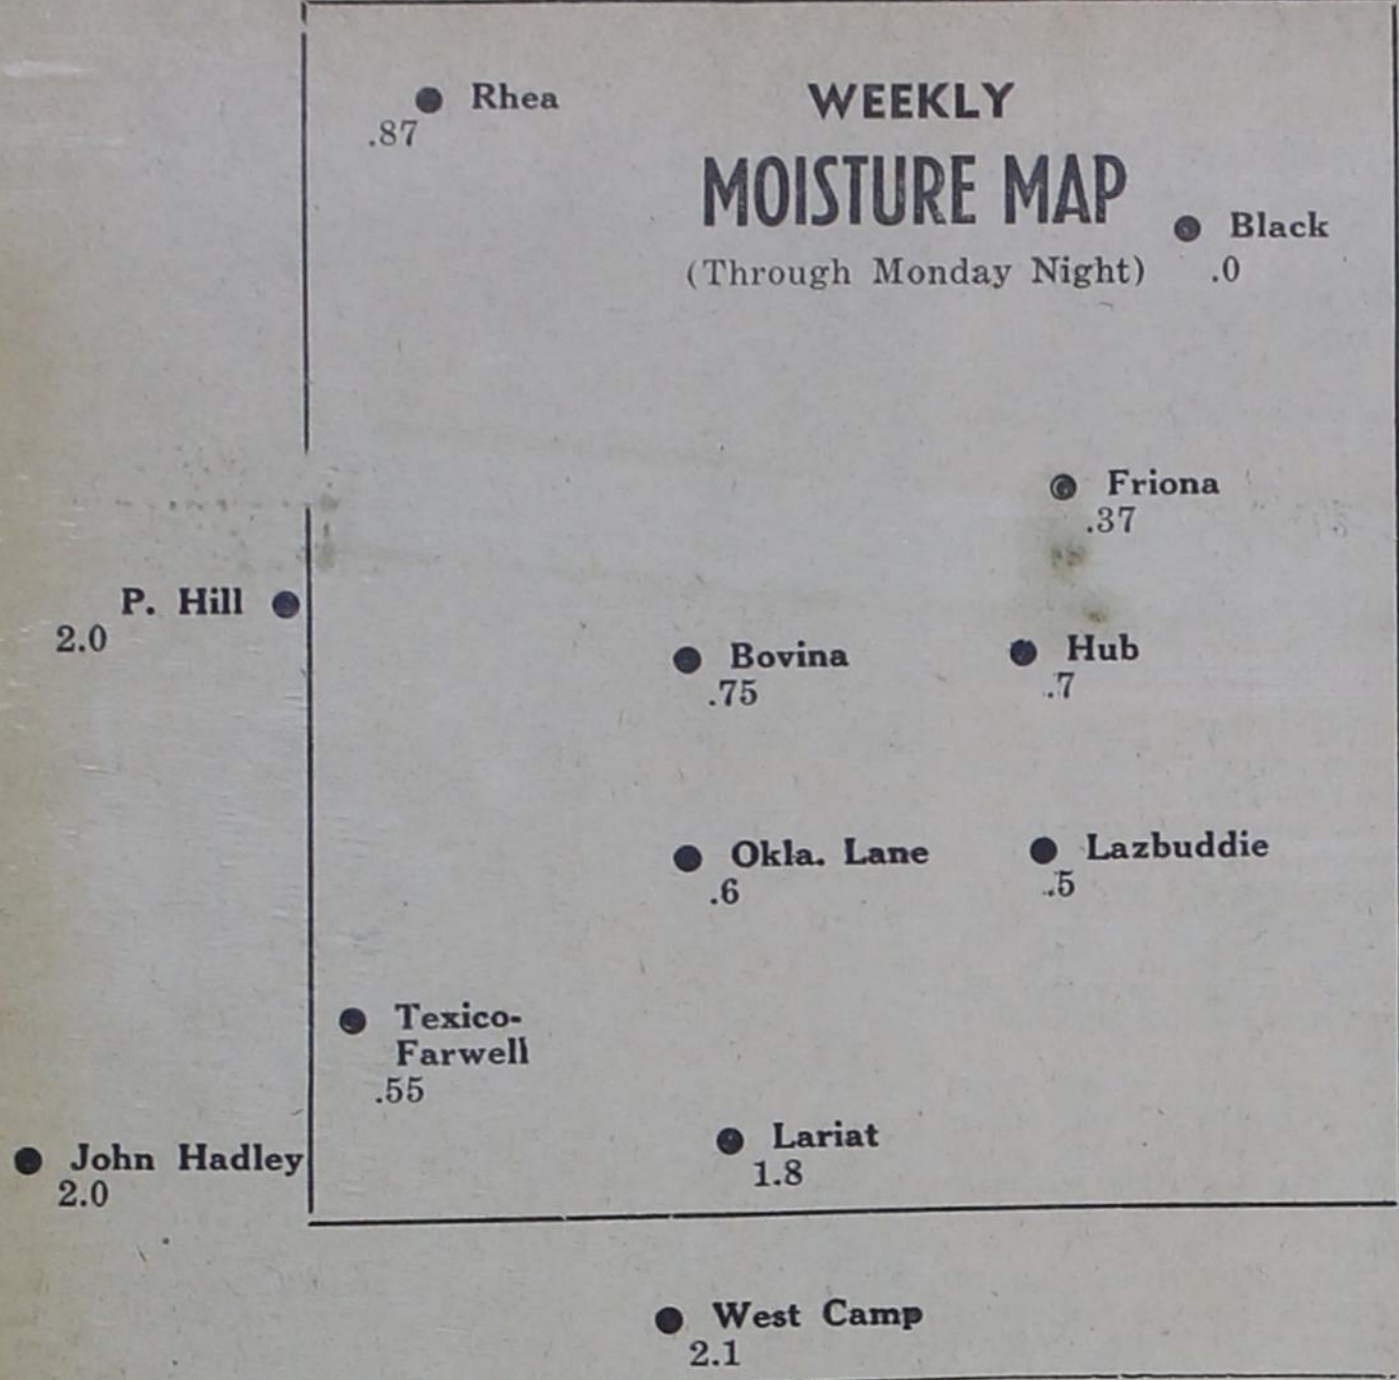 Rhea
.87
WEEKLY
MOISTURE MAP
(Through Monday Night)
Black
.0
Friona
.37
P. Hill
2.0
Bovina
.75
Hub
.7
Okla. Lane
.6
Lazbuddie
.5
Texico-
Farwell
.55
John Hadley
2.0
Lariat
1.8
West Camp
2.1